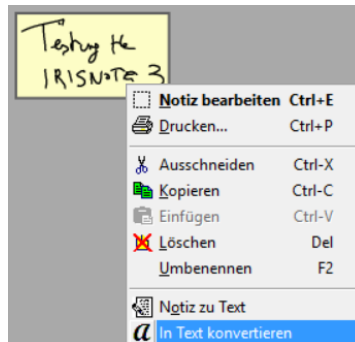 Testing the
IRISNOTE 3
Notiz bearbeiten Ctrl+E
Drucken... Ctrl+P
Ausschneiden Ctrl-X
Kopieren Ctrl-C
Einfügen Ctrl-V
Löschen Del
Umbenennen F2
Notiz zu Text
In Text konvertieren